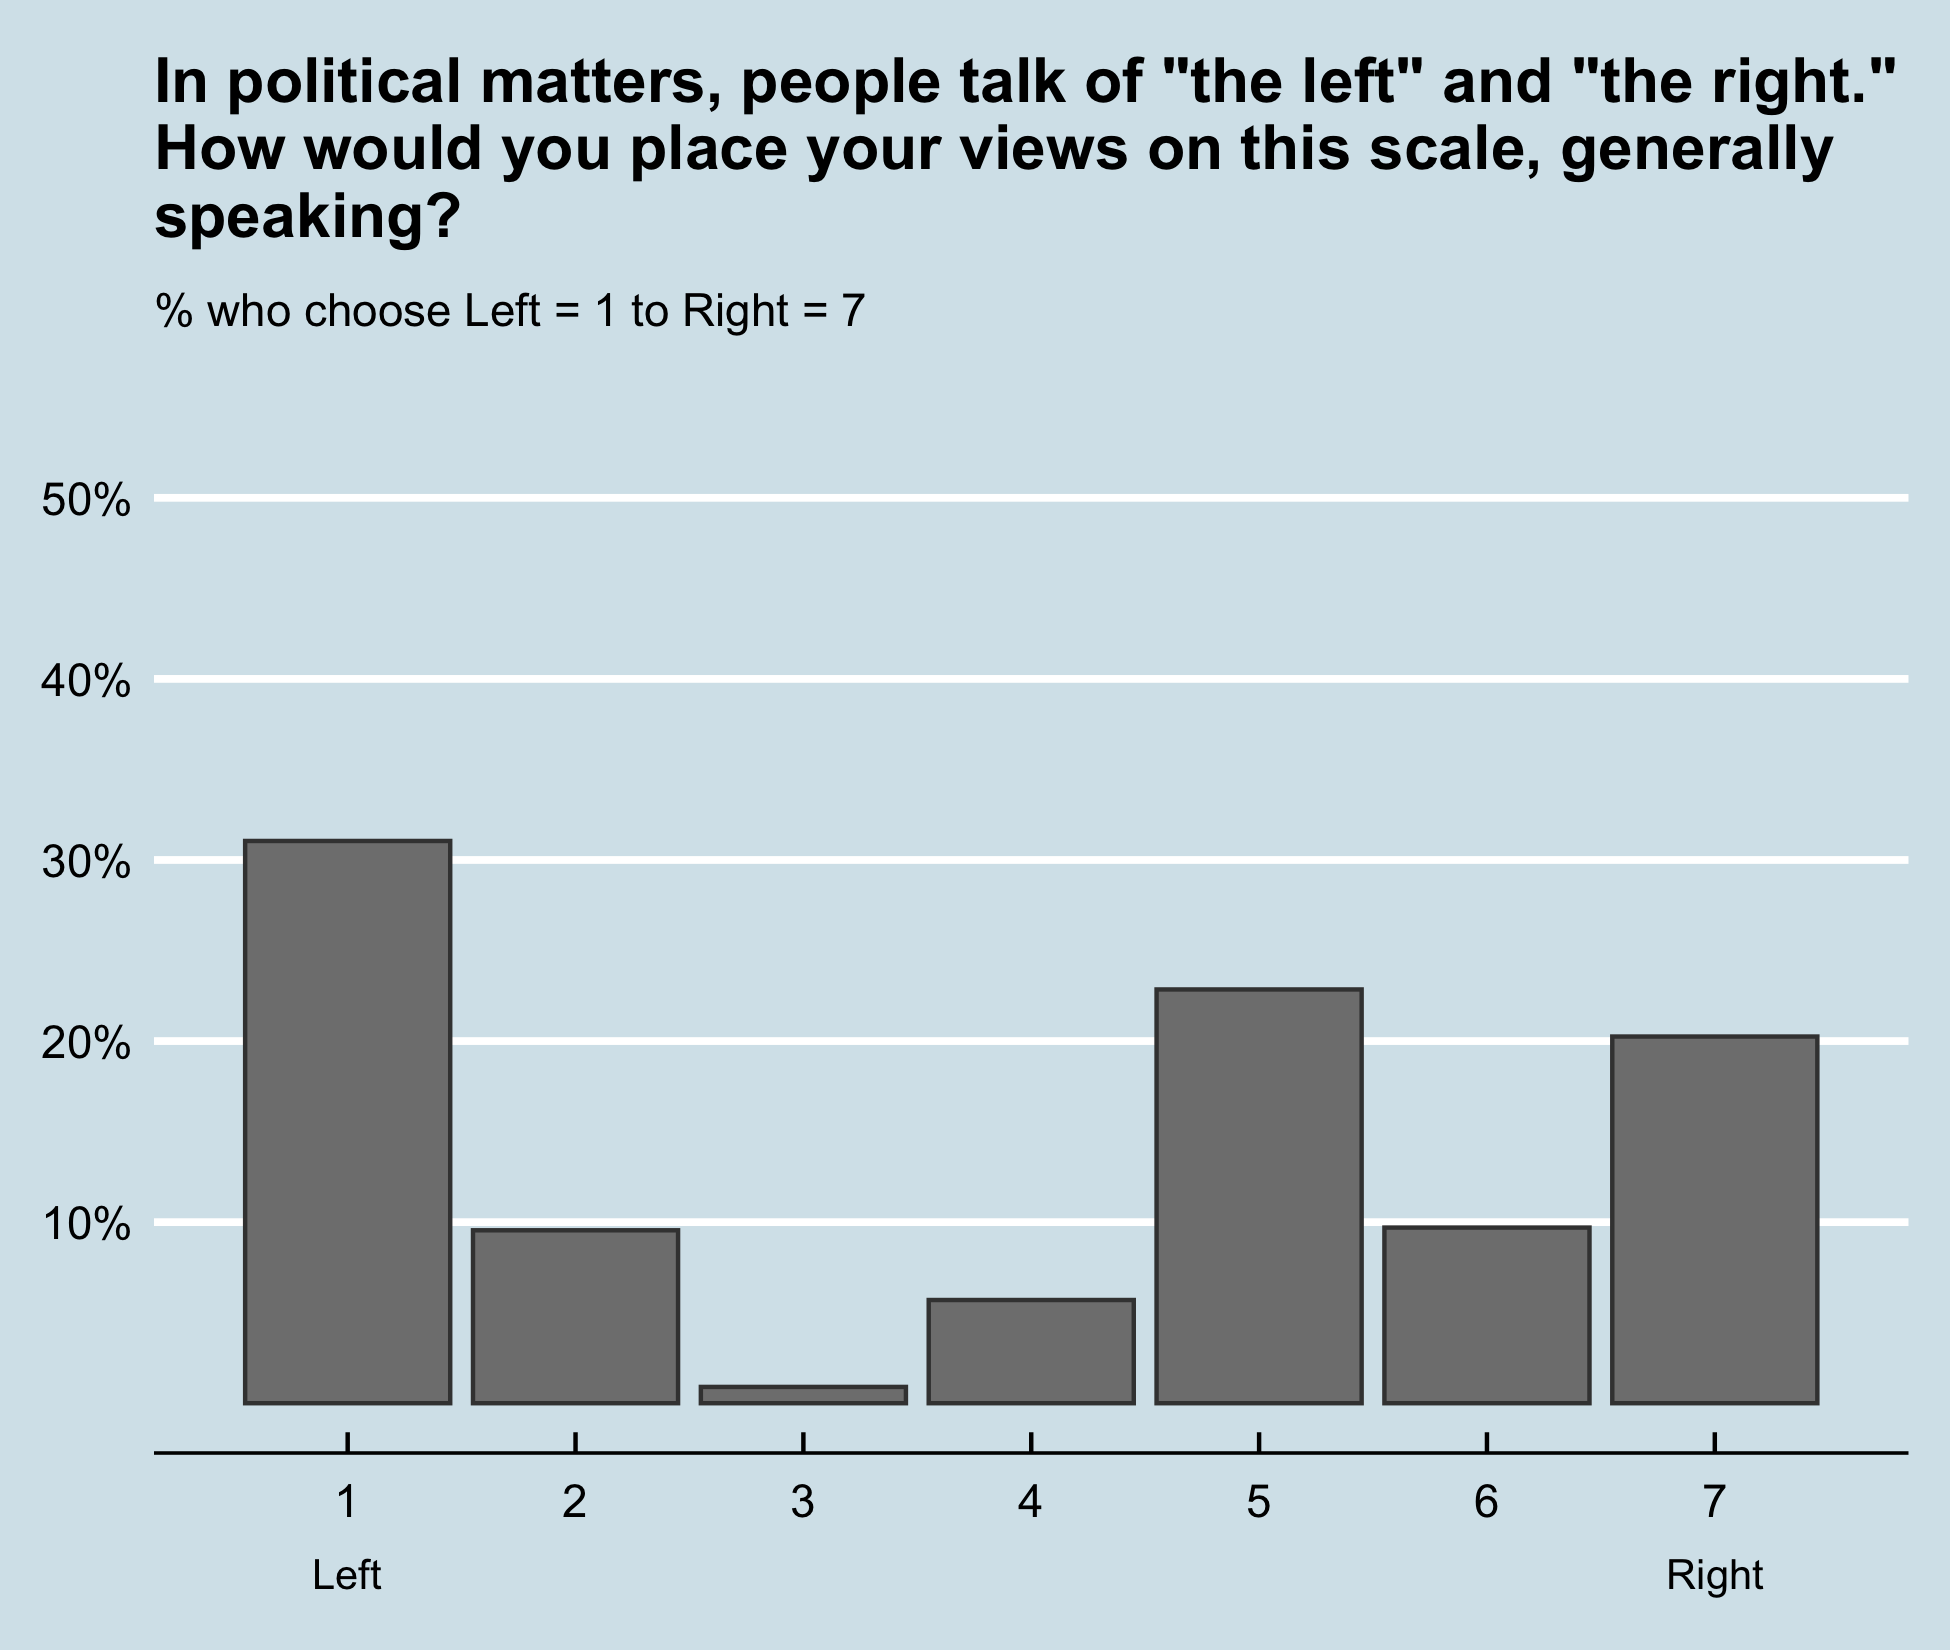 In political matters, people talk of "the left" and "the right."
How would you place your views on this scale, generally
speaking?
% who choose Left = 1 to Right = 7
50%
40%
30%
20%
10%
1 2 3 4 5 6 7
Left Right